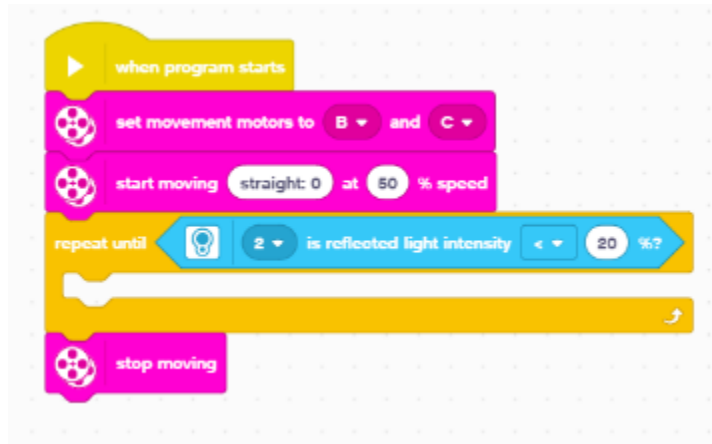 when program starts
set movement motors to B and C
start moving straight: 0 at 50 % speed
repeat until 2 is reflected light intensity < 20 %?
stop moving